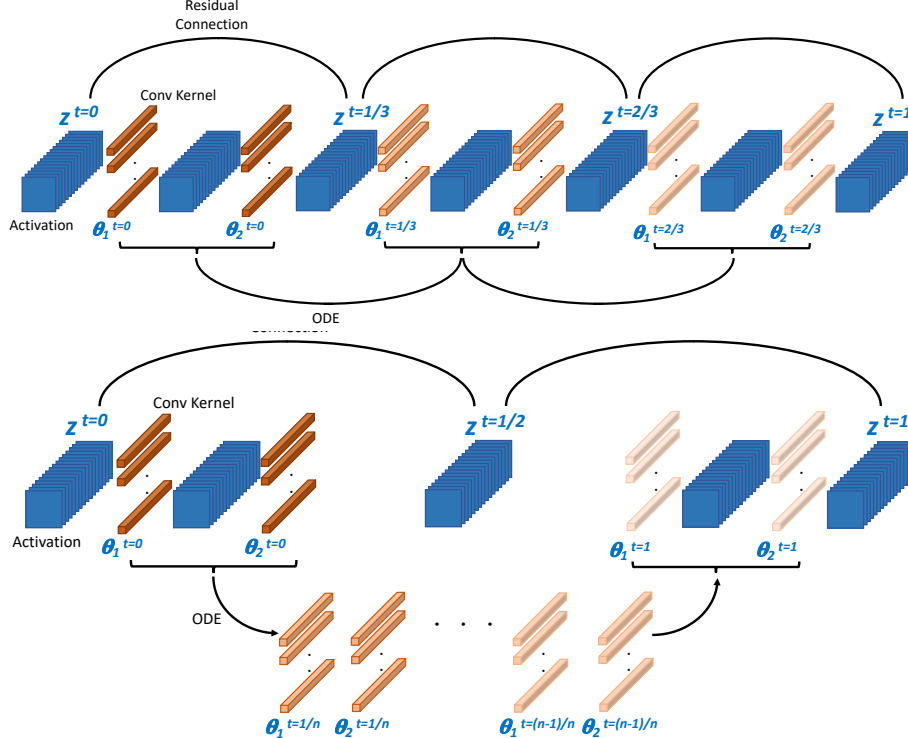 Residual
Connection
z t=0
Conv Kernel
z t=1/3
z t=2/3
z t=1
Activation
θ1 t=0
θ2 t=0
θ1 t=1/3
θ2 t=1/3
θ1 t=2/3
θ2 t=2/3
ODE
z t=0
Conv Kernel
z t=1/2
z t=1
Activation
θ1 t=0
θ2 t=0
θ1 t=1
θ2 t=1
ODE
θ1 t=1/n
θ2 t=1/n
θ1 t=(n-1)/n
θ2 t=(n-1)/n